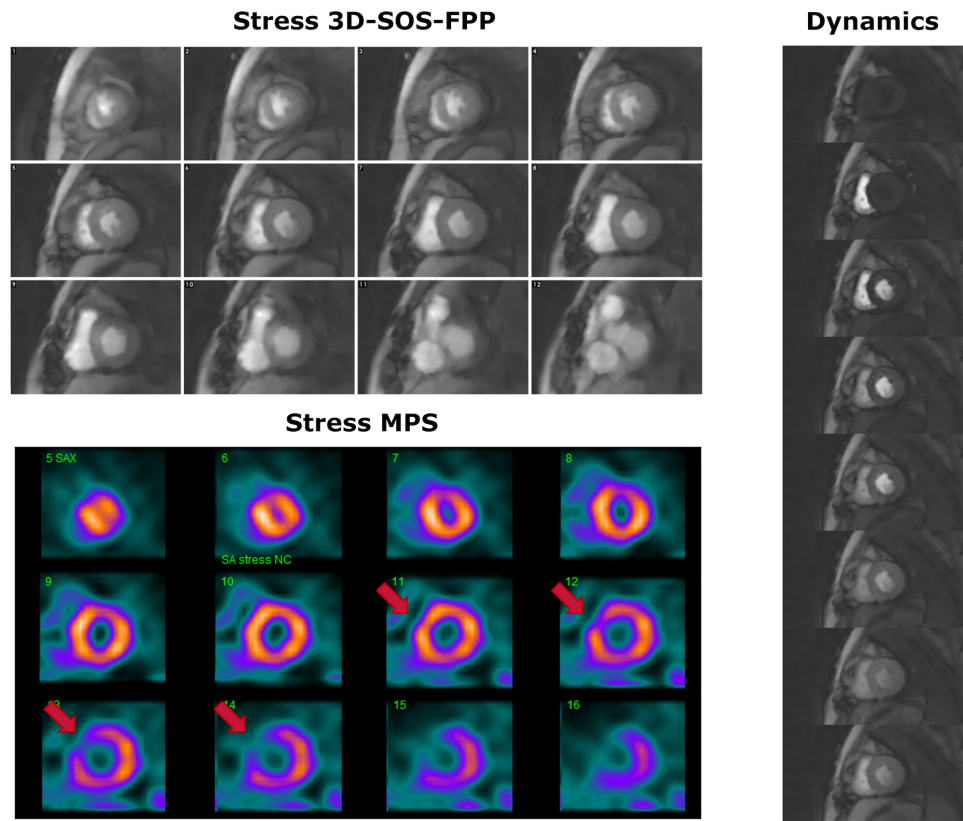 Stress 3D-SOS-FPP
Dynamics
1 2 3 4
5 6 7 8
9 10 11 12
Stress MPS
5 SAX 6 7 8
SA stress NC
9 10 11 12
13 14 15 16